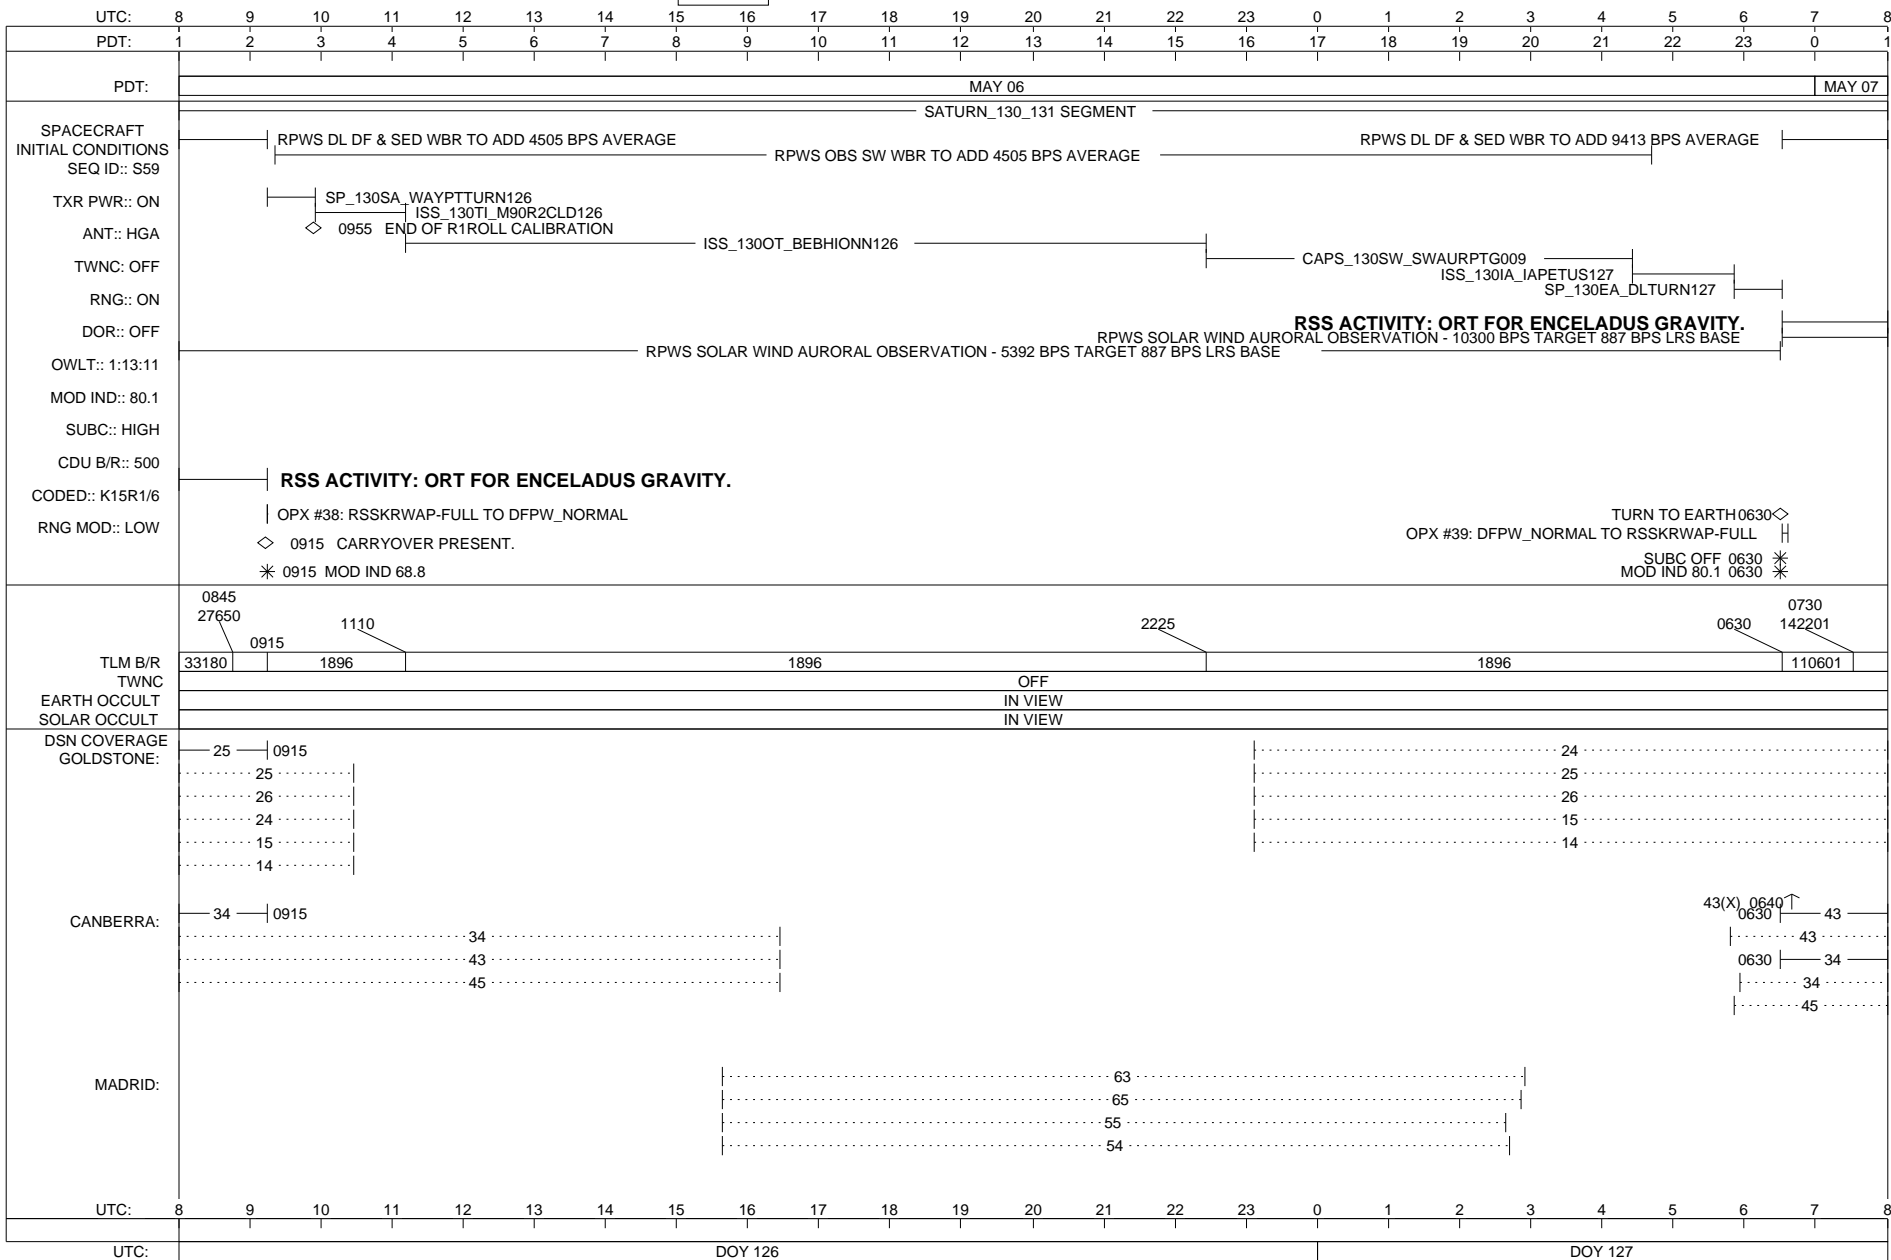 UTC: 8 9 10 11 12 13 14 15 16 17 18 19 20 21 22 23 0 1 2 3 4 5 6 7 8
PDT: 1 2 3 4 5 6 7 8 9 10 11 12 13 14 15 16 17 18 19 20 21 22 23 0 1
PDT: MAY 06 MAY 07
SATURN_130_131 SEGMENT
SPACECRAFT
INITIAL CONDITIONS
SEQ ID:: S59
TXR PWR:: ON
ANT:: HGA
TWNC: OFF
RNG:: ON
DOR:: OFF
OWLT:: 1:13:11
MOD IND:: 80.1
SUBC:: HIGH
CDU B/R:: 500
CODED:: K15R1/6
RNG MOD:: LOW
RPWS DL DF & SED WBR TO ADD 4505 BPS AVERAGE
RPWS DL DF & SED WBR TO ADD 9413 BPS AVERAGE
RPWS OBS SW WBR TO ADD 4505 BPS AVERAGE
SP_130SA_WAYPTTURN126
ISS_130TI_M90R2CLD126
0955 END OF R1ROLL CALIBRATION
ISS_130OT_BEBHIONN126
CAPS_130SW_SWAURPTG009
ISS_130IA_IAPETUS127
SP_130EA_DLTURN127
RSS ACTIVITY: ORT FOR ENCELADUS GRAVITY.
RPWS SOLAR WIND AURORAL OBSERVATION - 10300 BPS TARGET 887 BPS LRS BASE
RPWS SOLAR WIND AURORAL OBSERVATION - 5392 BPS TARGET 887 BPS LRS BASE
RSS ACTIVITY: ORT FOR ENCELADUS GRAVITY.
OPX #38: RSSKRWAP-FULL TO DFPW_NORMAL
TURN TO EARTH 0630
OPX #39: DFPW_NORMAL TO RSSKRWAP-FULL
0915 CARRYOVER PRESENT.
SUBC OFF 0630
0915 MOD IND 68.8
MOD IND 80.1 0630
0845 0730
27650 1110 2225 0630 142201
0915
TLM B/R 33180 1896 1896 1896 110601
TWNC OFF
EARTH OCCULT IN VIEW
SOLAR OCCULT IN VIEW
DSN COVERAGE
GOLDSTONE:
25 0915 24
25 25
26 26
24 15
15 14
14
CANBERRA:
43(X) 0640
34 0915 0630 43
34 43
43 0630 34
45 34
45
MADRID:
63
65
55
54
UTC: 8 9 10 11 12 13 14 15 16 17 18 19 20 21 22 23 0 1 2 3 4 5 6 7 8
UTC: DOY 126 DOY 127